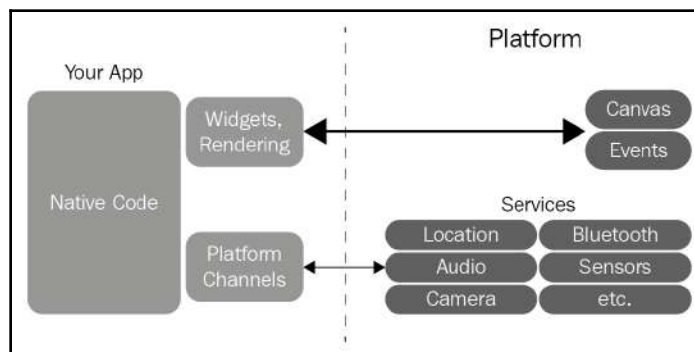 Platform
Your App
Native Code
Widgets,
Rendering
Canvas
Events
Platform
Channels
Services
Location
Bluetooth
Audio
Sensors
Camera
etc.